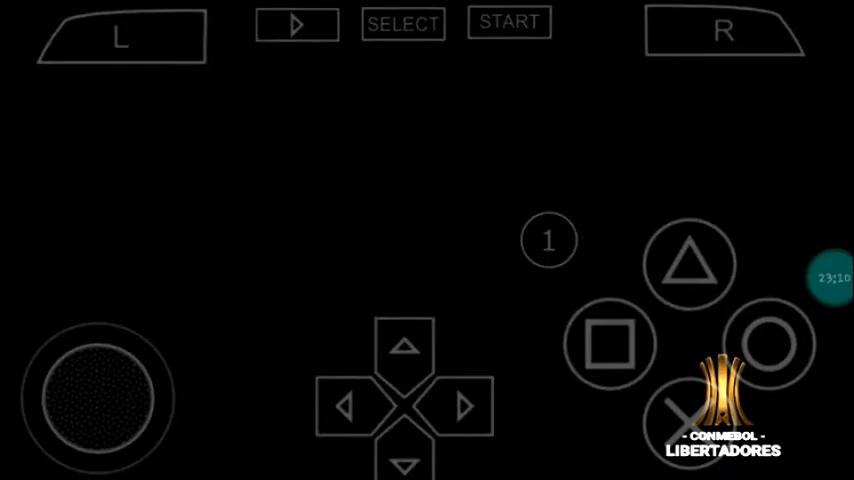 L
SELECT
START
R
1
23:10
- CONMEBOL -
LIBERTADORES